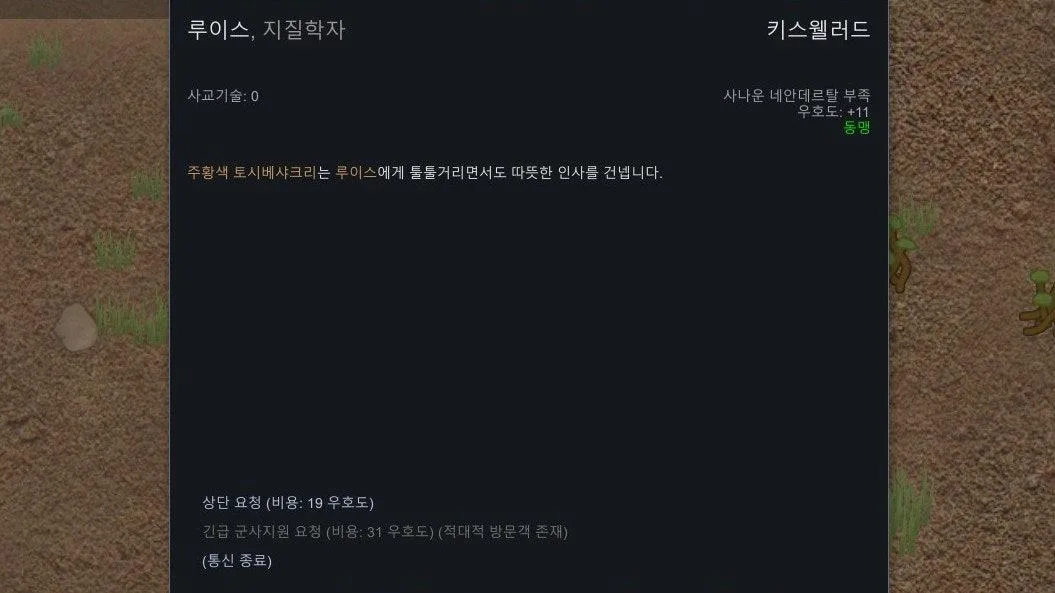 루이스, 지질학자
키스웰러드
사교기술: 0
사나운 네안데르탈 부족
우호도: +11
동맹
주황색 토시베샤크리는 루이스에게 툴툴거리면서도 따뜻한 인사를 건넵니다.
상단 요청 (비용: 19 우호도)
긴급 군사지원 요청 (비용: 31 우호도) (적대적 방문객 존재)
(통신 종료)